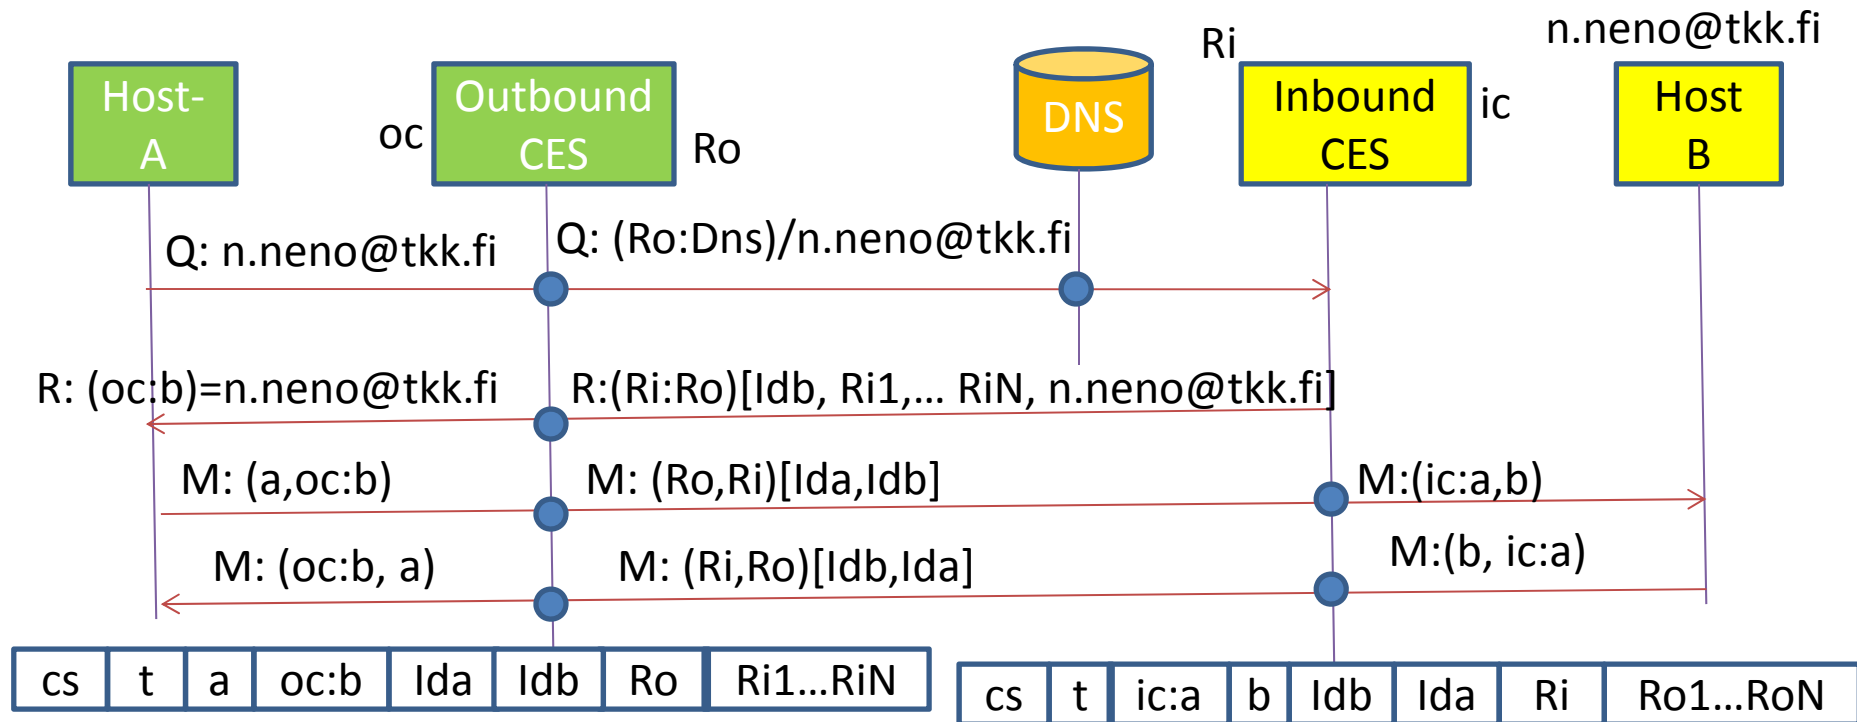 n.neno@tkk.fi
Ri
Host-
A
oc
Outbound
CES
Ro
DNS
Inbound
CES
ic
Host
B
Q: n.neno@tkk.fi
Q: (Ro:Dns)/n.neno@tkk.fi
R: (oc:b)=n.neno@tkk.fi
R:(Ri:Ro)[Idb, Ri1,... RiN, n.neno@tkk.fi]
M: (a,oc:b)
M: (Ro,Ri)[Ida,Idb]
M:(ic:a,b)
M: (oc:b, a)
M: (Ri,Ro)[Idb,Ida]
M:(b, ic:a)
cs t a oc:b Ida Idb Ro Ri1...RiN
cs t ic:a b Idb Ida Ri Ro1...RoN